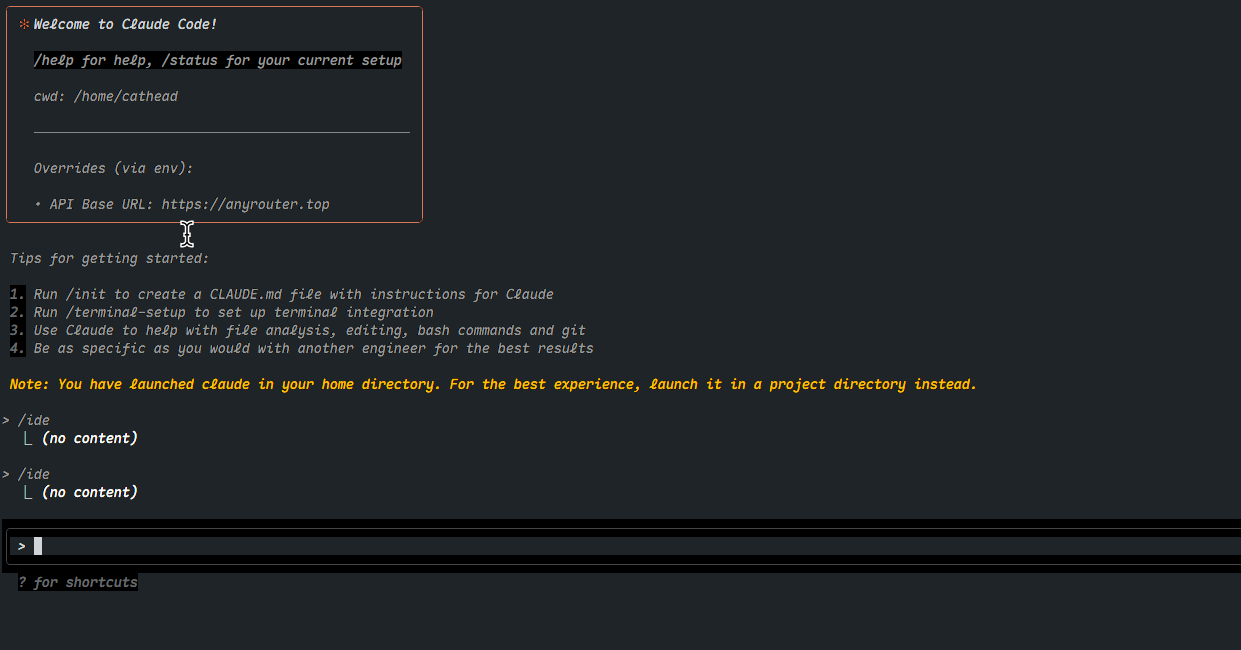 * Welcome to Claude Code!
/help for help, /status for your current setup
cwd: /home/cathead
Overrides (via env):
• API Base URL: https://anyrouter.top
Tips for getting started:
1. Run /init to create a CLAUDE.md file with instructions for Claude
2. Run /terminal-setup to set up terminal integration
3. Use Claude to help with file analysis, editing, bash commands and git
4. Be as specific as you would with another engineer for the best results
Note: You have launched claude in your home directory. For the best experience, launch it in a project directory instead.
> /ide
⎿ (no content)
> /ide
⎿ (no content)
>
? for shortcuts